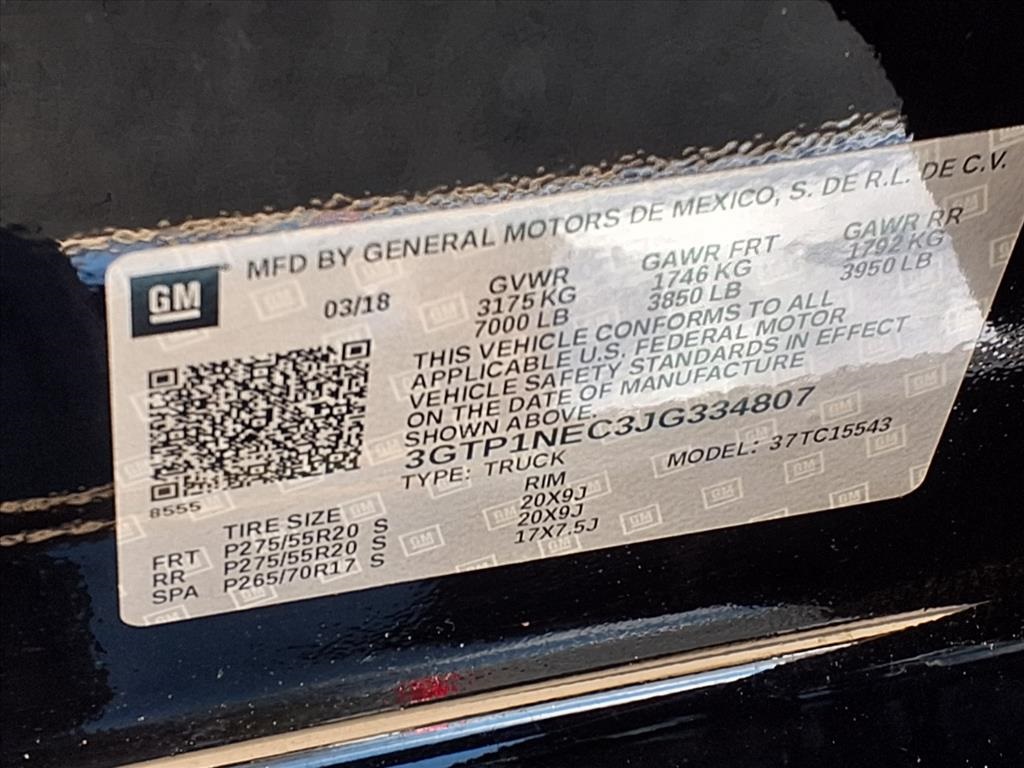 MFD BY GENERAL MOTORS DE MEXICO, S. DE R.L. DE C.V.
GM
03/18 GVWR GAWR FRT GAWR RR
3175 KG 1746 KG 1792 KG
7000 LB 3850 LB 3950 LB
THIS VEHICLE CONFORMS TO ALL
APPLICABLE U.S. FEDERAL MOTOR
VEHICLE SAFETY STANDARDS IN EFFECT
ON THE DATE OF MANUFACTURE
SHOWN ABOVE.
3GTP1NEC3JG334807
TYPE: TRUCK MODEL: 37TC15543
8555
TIRE SIZE RIM
FRT P275/55R20 S 20X9J
RR P275/55R20 S 20X9J
SPA P265/70R17 S 17X7.5J